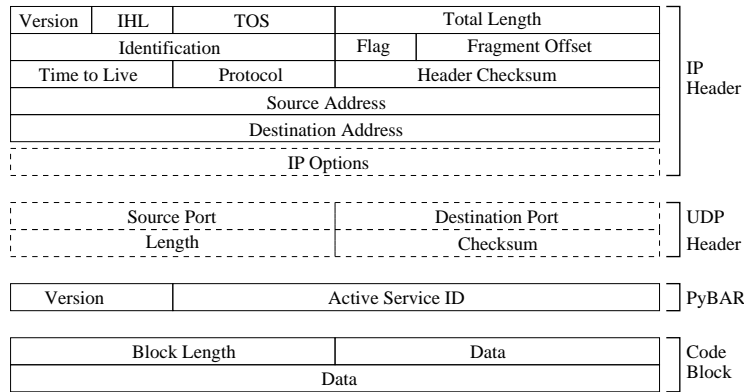 Version IHL TOS Total Length
Identification Flag Fragment Offset
Time to Live Protocol Header Checksum
Source Address
Destination Address
IP Options
IP
Header
Source Port Destination Port
Length Checksum
UDP
Header
Version Active Service ID
PyBAR
Block Length Data
Data
Code
Block